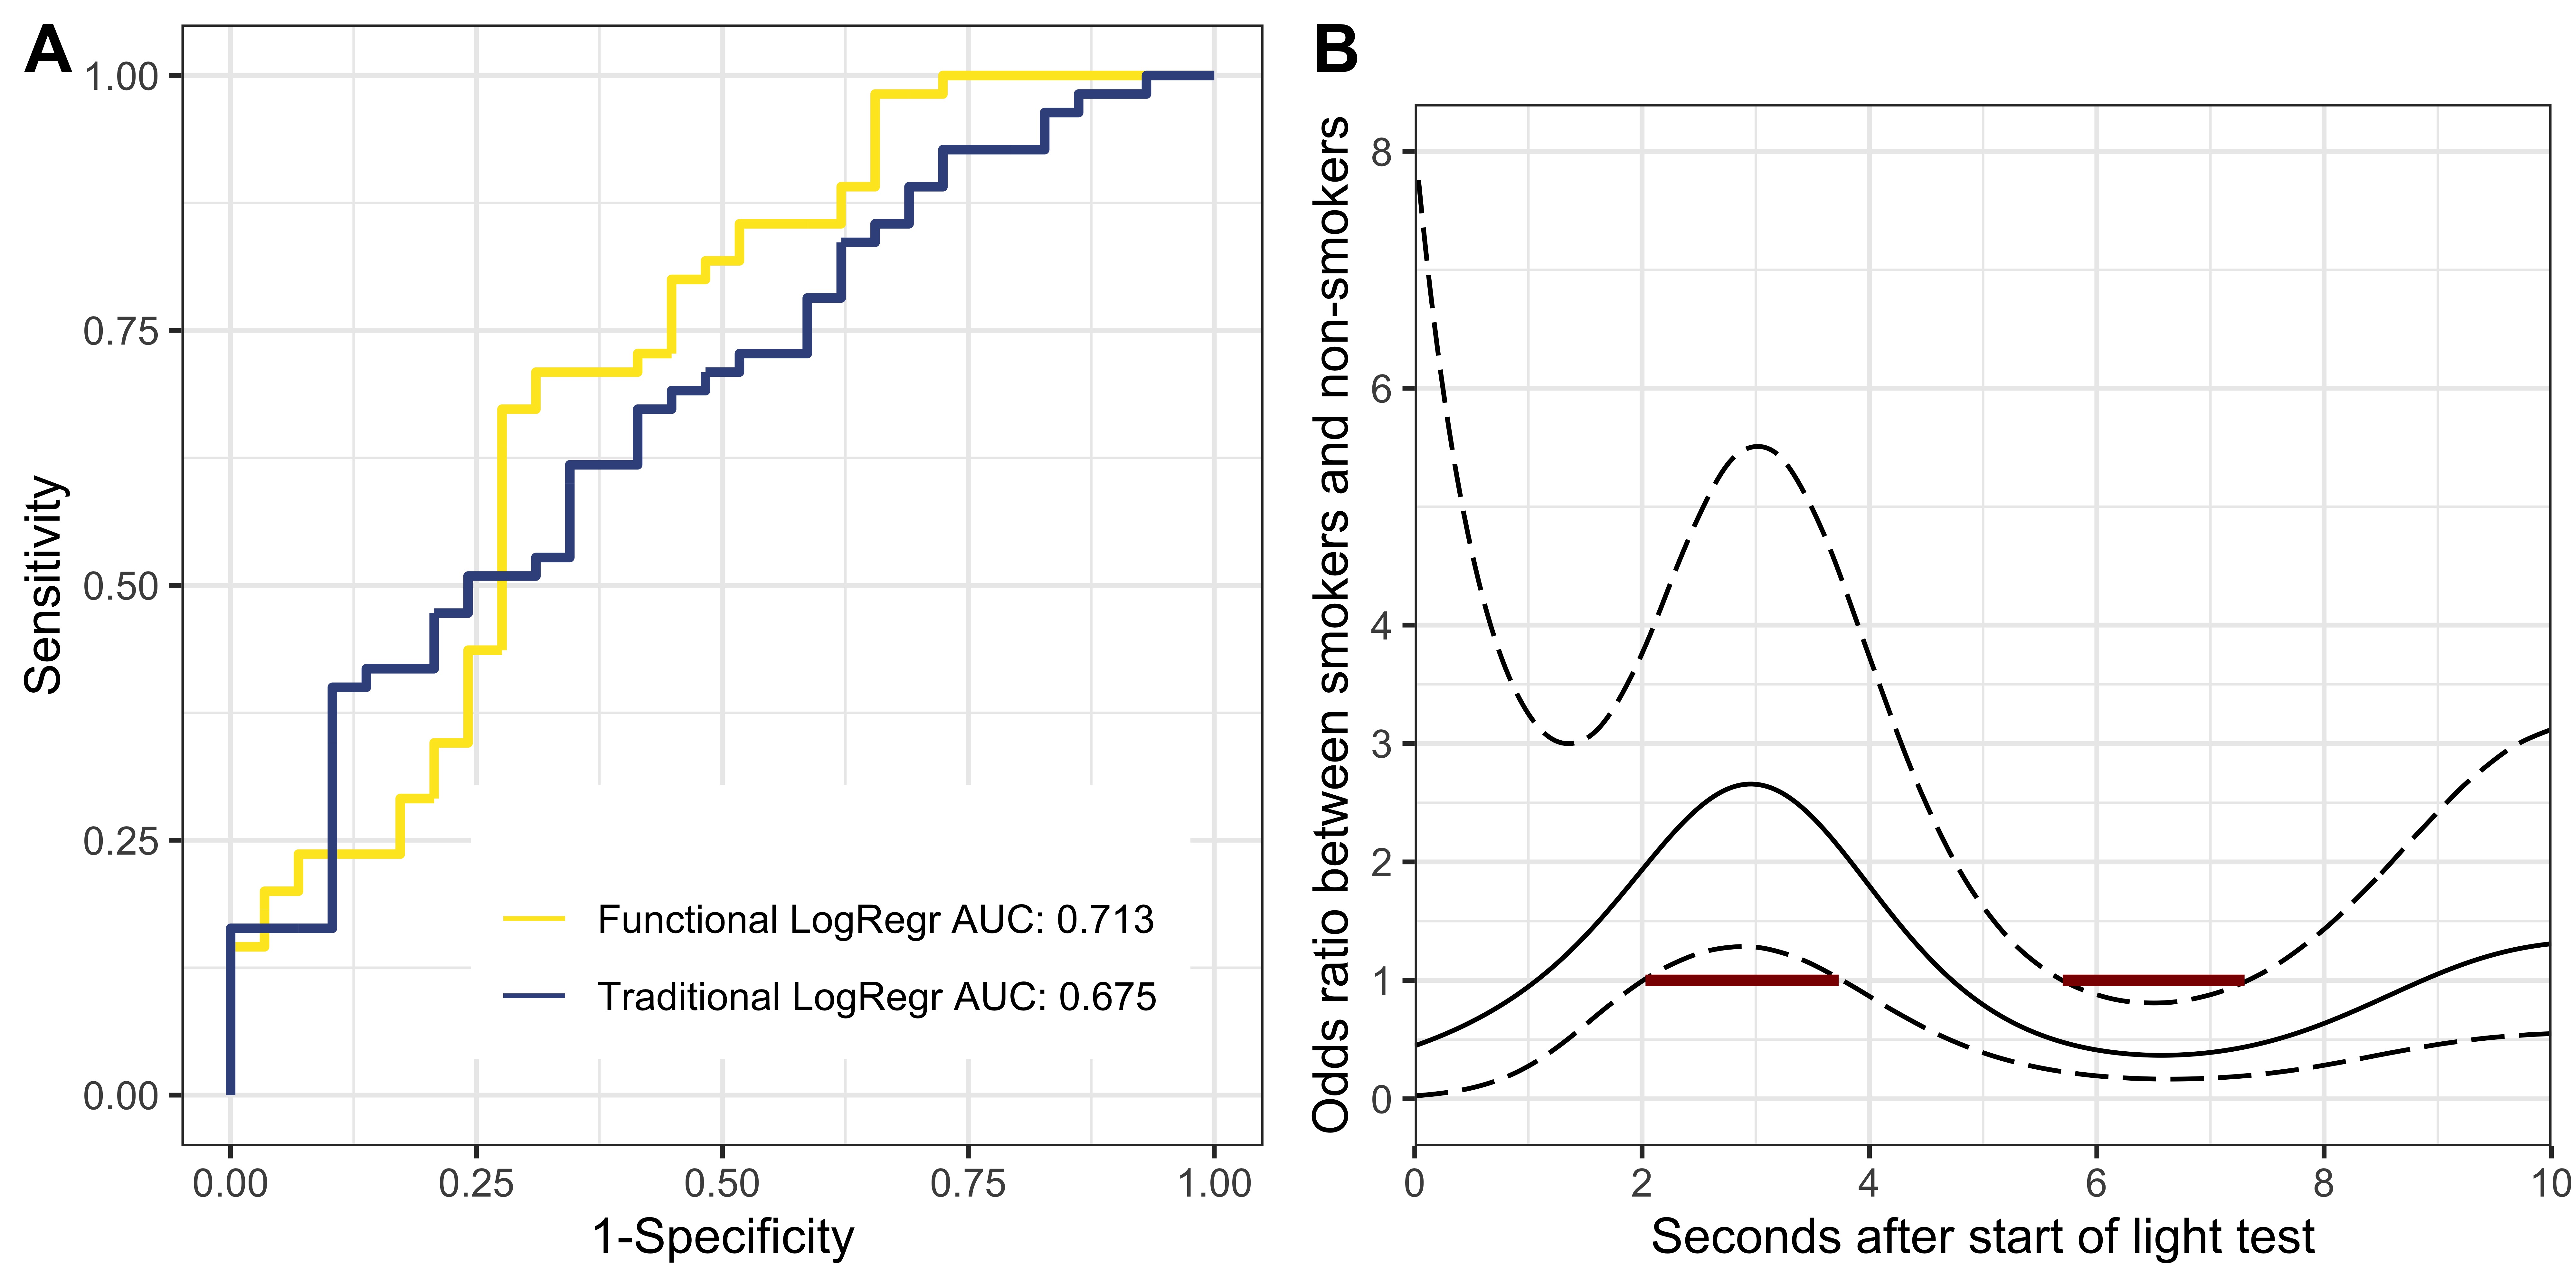 A
1.00
0.75
0.50
0.25
0.00
Sensitivity
0.00 0.25 0.50 0.75 1.00
1-Specificity
Functional LogRegr AUC: 0.713
Traditional LogRegr AUC: 0.675
B
8
6
4
3
2
1
0
Odds ratio between smokers and non-smokers
0 2 4 6 8 10
Seconds after start of light test